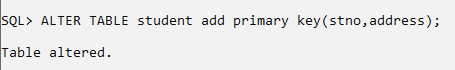 SQL> ALTER TABLE student add primary key(stno,address);
Table altered.